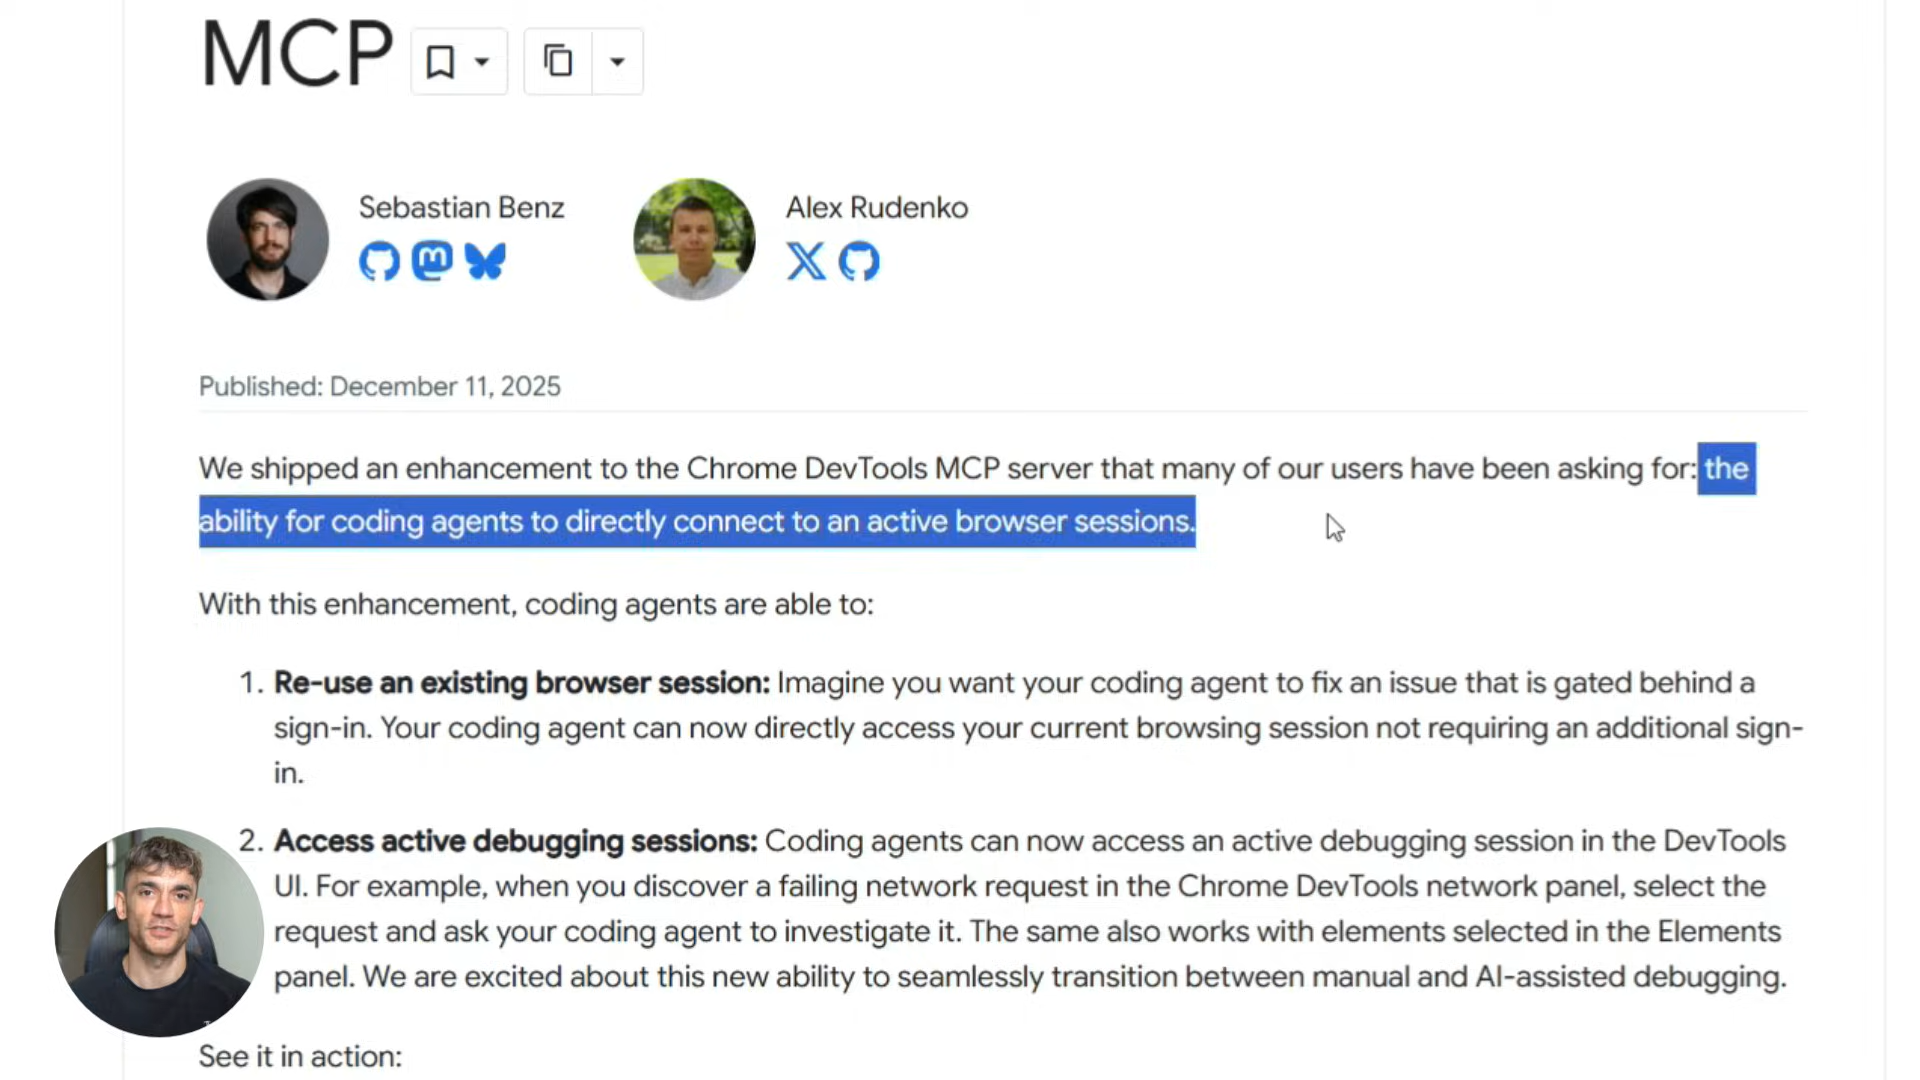 MCP
Sebastian Benz
Alex Rudenko
Published: December 11, 2025
We shipped an enhancement to the Chrome DevTools MCP server that many of our users have been asking for: the
ability for coding agents to directly connect to an active browser sessions.
With this enhancement, coding agents are able to:
1. Re-use an existing browser session: Imagine you want your coding agent to fix an issue that is gated behind a
sign-in. Your coding agent can now directly access your current browsing session not requiring an additional sign-
in.
2. Access active debugging sessions: Coding agents can now access an active debugging session in the DevTools
UI. For example, when you discover a failing network request in the Chrome DevTools network panel, select the
request and ask your coding agent to investigate it. The same also works with elements selected in the Elements
panel. We are excited about this new ability to seamlessly transition between manual and AI-assisted debugging.
See it in action: